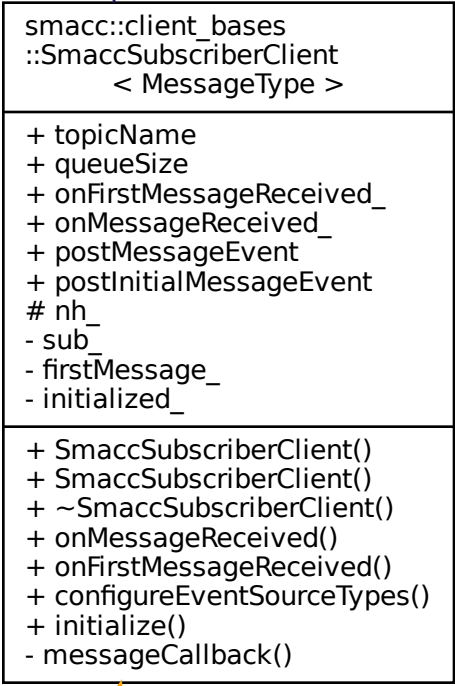 smacc::client_bases
::SmaccSubscriberClient
< MessageType >
+ topicName
+ queueSize
+ onFirstMessageReceived_
+ onMessageReceived_
+ postMessageEvent
+ postInitialMessageEvent
# nh_
- sub_
- firstMessage_
- initialized_
+ SmaccSubscriberClient()
+ SmaccSubscriberClient()
+ ~SmaccSubscriberClient()
+ onMessageReceived()
+ onFirstMessageReceived()
+ configureEventSourceTypes()
+ initialize()
- messageCallback()